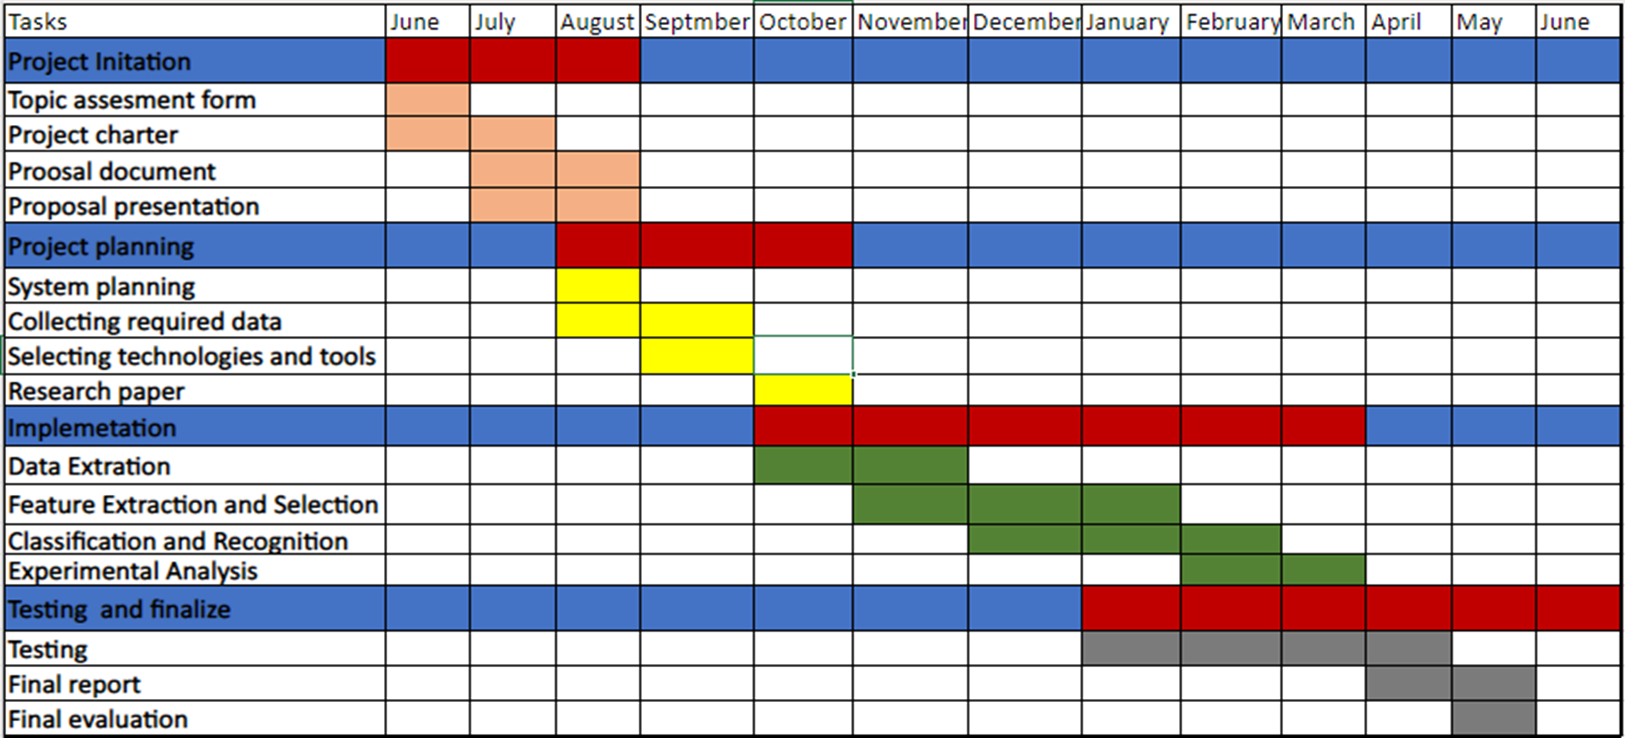 Tasks June July August Septmber October November December January February March April May June
Project Initation
Topic assesment form
Project charter
Proosal document
Proposal presentation
Project planning
System planning
Collecting required data
Selecting technologies and tools
Research paper
Implemetation
Data Extration
Feature Extraction and Selection
Classification and Recognition
Experimental Analysis
Testing and finalize
Testing
Final report
Final evaluation